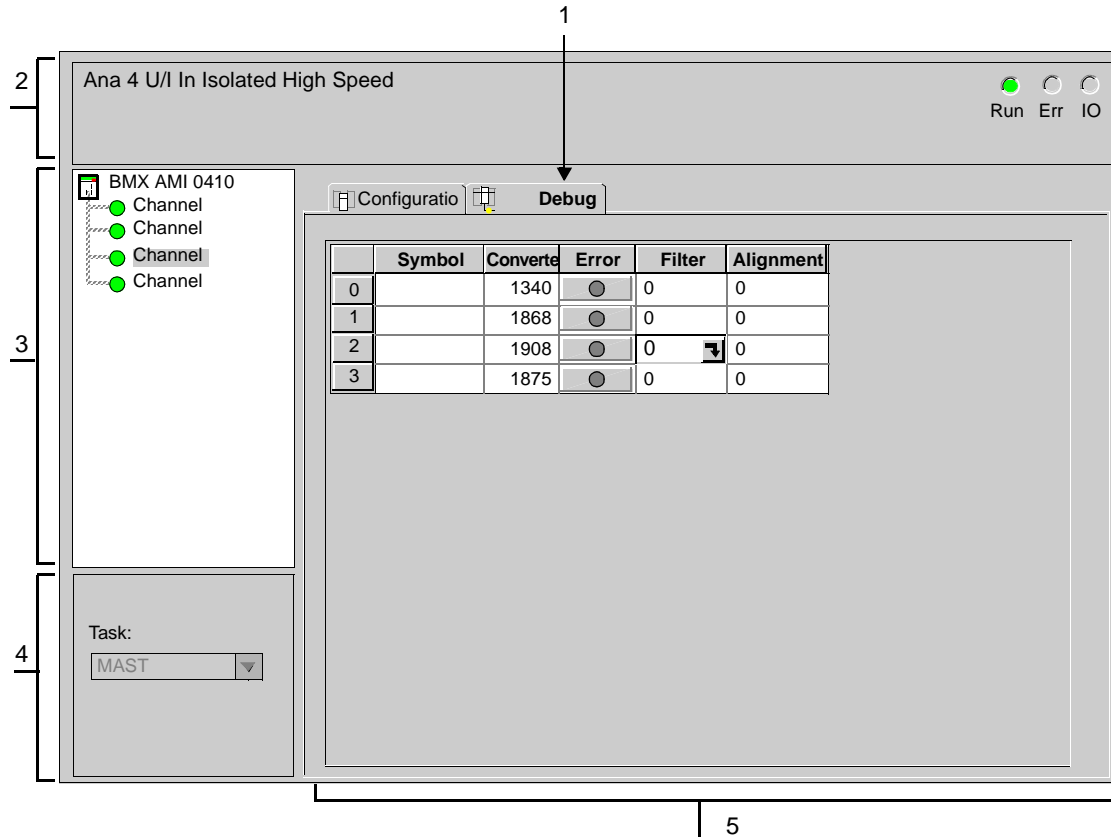 1
2
Ana 4 U/I In Isolated High Speed
Run Err IO
3
BMX AMI 0410
Channel
Channel
Channel
Channel
Configuratio Debug
Symbol Converte Error Filter Alignment
0 1340 0 0
1 1868 0 0
2 1908 0 0
3 1875 0 0
4
Task:
MAST
5